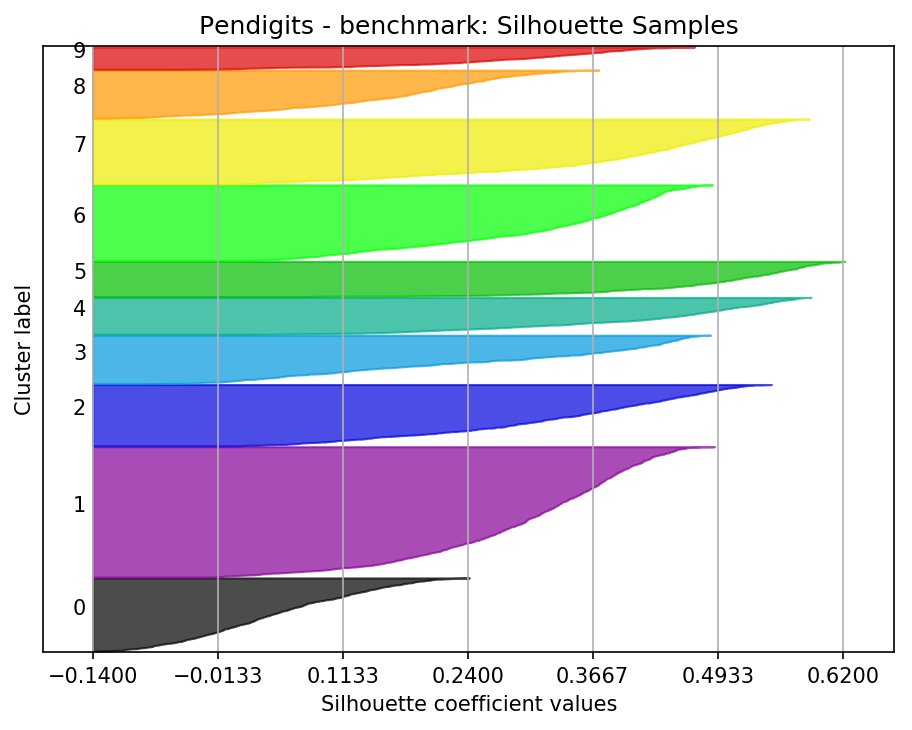 Pendigits - benchmark: Silhouette Samples
9
8
7
6
5
4
3
2
1
0
Cluster label
−0.1400 −0.0133 0.1133 0.2400 0.3667 0.4933 0.6200
Silhouette coefficient values